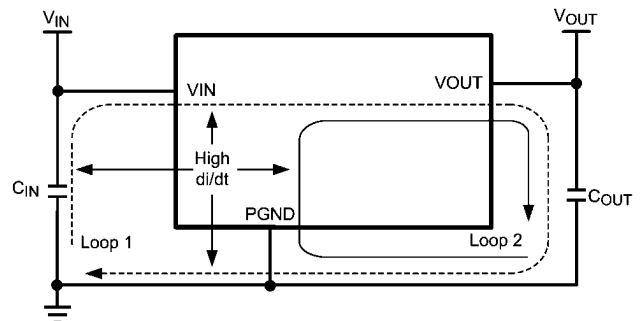 VIN
VOUT
VIN
VOUT
High
di/dt
CIN
COUT
PGND
Loop 1
Loop 2